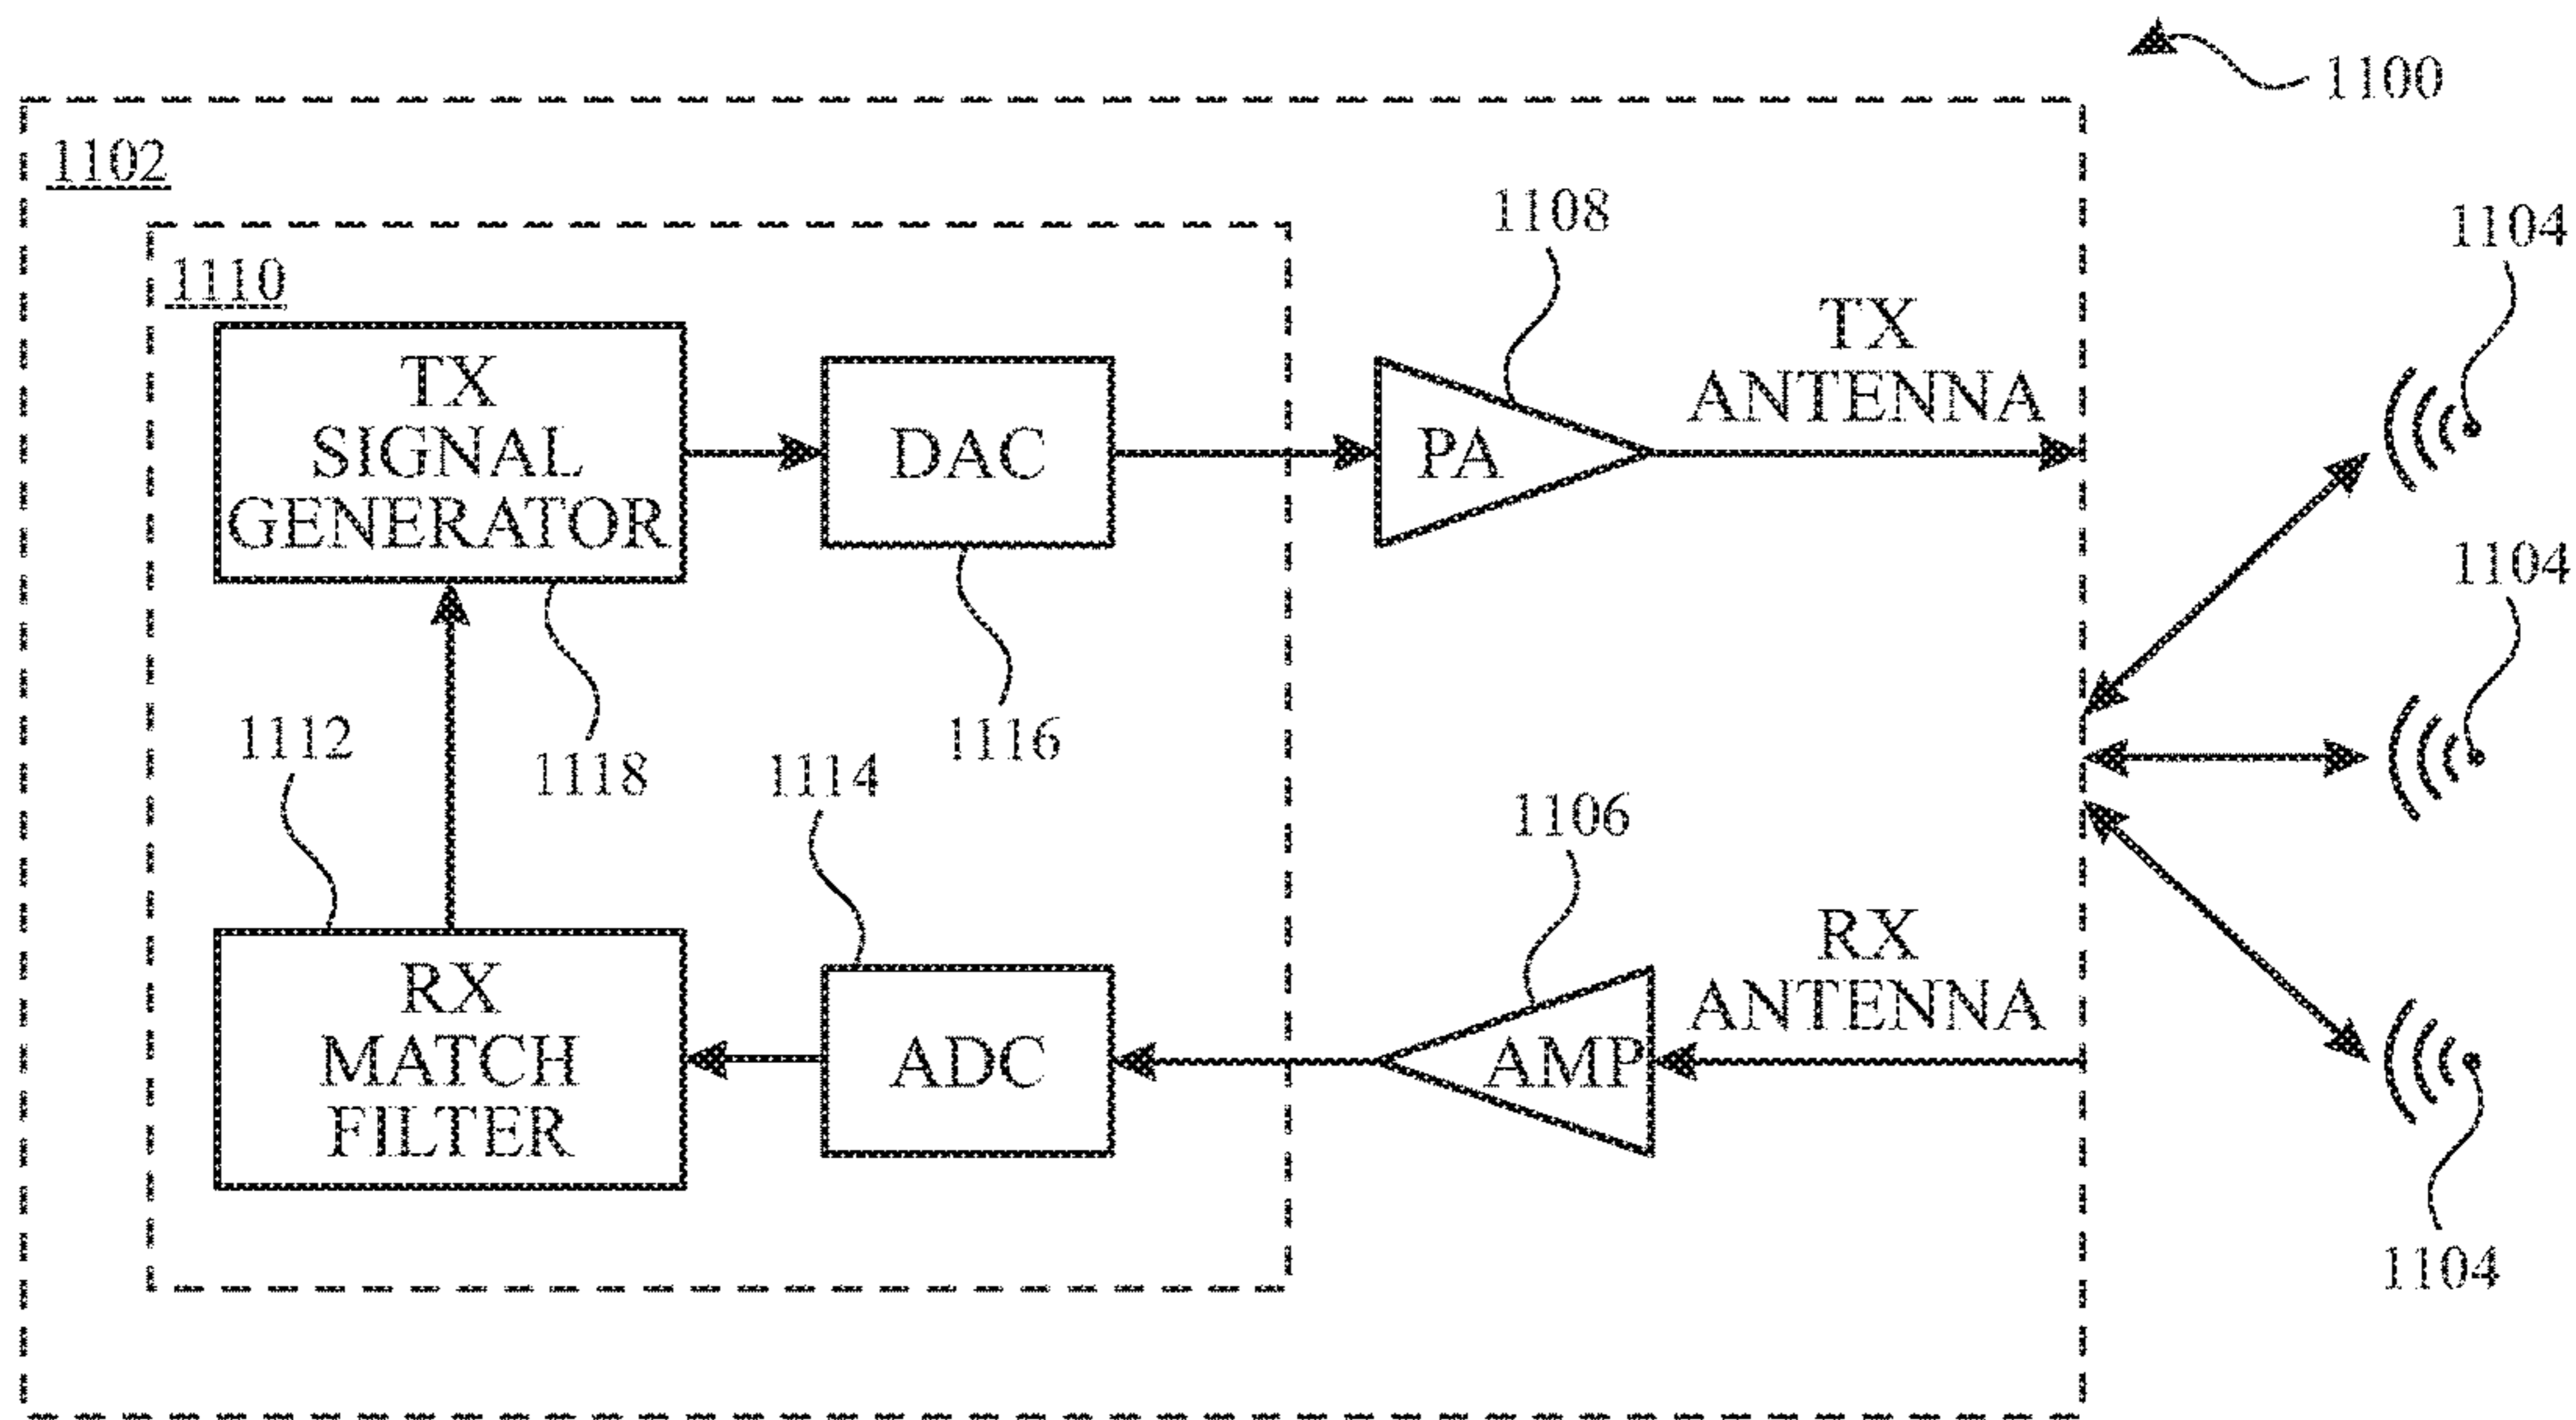 1100
1102
1108
1104
1110
TX
ANTENNA
TX
SIGNAL
GENERATOR
DAC
PA
1104
1112
1118
1116
1114
1106
RX
ANTENNA
RX
MATCH
FILTER
ADC
AMP
1104